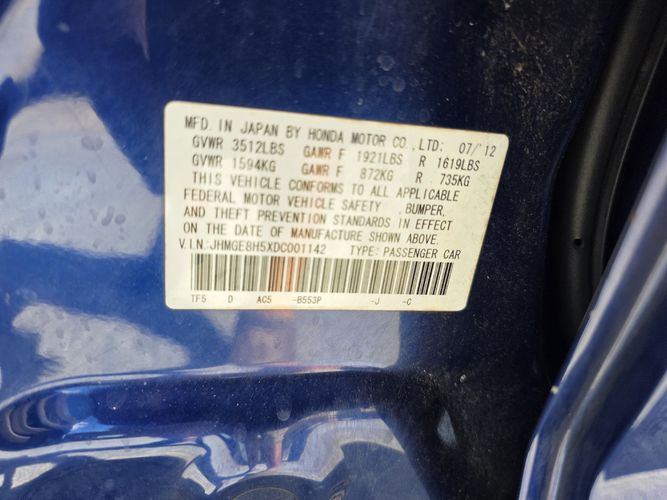 MFD. IN JAPAN BY HONDA MOTOR CO., LTD: 07/'12
GVWR 3512LBS GAWR F 1921LBS R 1619LBS
GVWR 1594KG GAWR F 872KG R 735KG
THIS VEHICLE CONFORMS TO ALL APPLICABLE
FEDERAL MOTOR VEHICLE SAFETY, BUMPER,
AND THEFT PREVENTION STANDARDS IN EFFECT
ON THE DATE OF MANUFACTURE SHOWN ABOVE.
V.I.N.:JHMGE8H5XDC001142 TYPE:PASSENGER CAR
TF5 D AC5 -B553P -J -C